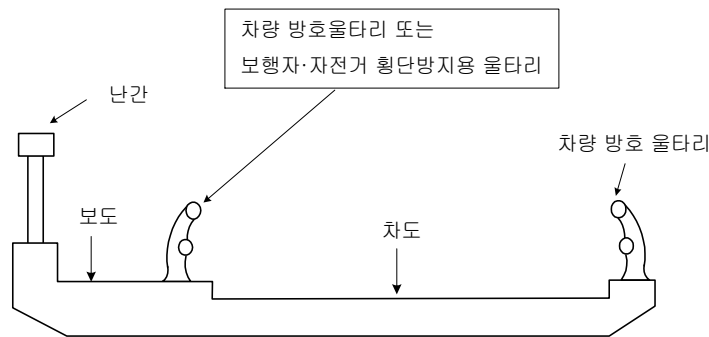 차량 방호울타리 또는
보행자·자전거 횡단방지용 울타리
난간
차량 방호 울타리
보도
차도